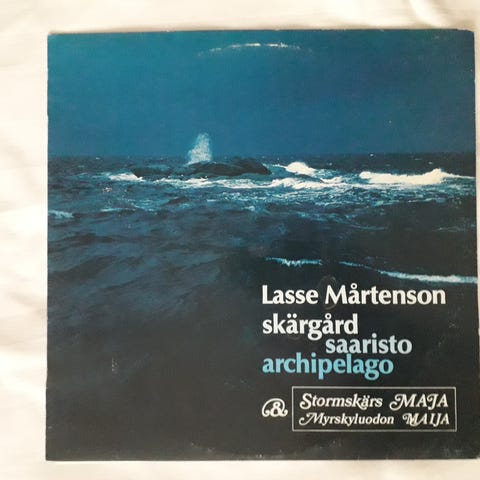 Lasse Mårtenson
skärgård
saaristo
archipelago
& Stormskärs MAJA
Myrskyluodon MAIJA